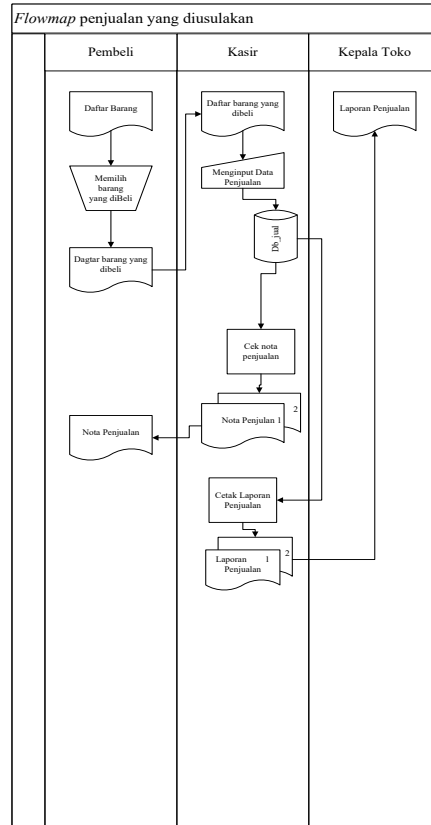 Flowmap penjualan yang diusulakan
Pembeli
Kasir
Kepala Toko
Daftar Barang
Daftar barang yang
dibeli
Laporan Penjualan
Memilih
barang
yang diBeli
Menginput Data
Penjualan
Db_jual
Dagtar barang yang
dibeli
Cek nota
penjualan
2
Nota Penjualan
Nota Penjulan 1
Cetak Laporan
Penjualan
2
Laporan 1
Penjualan